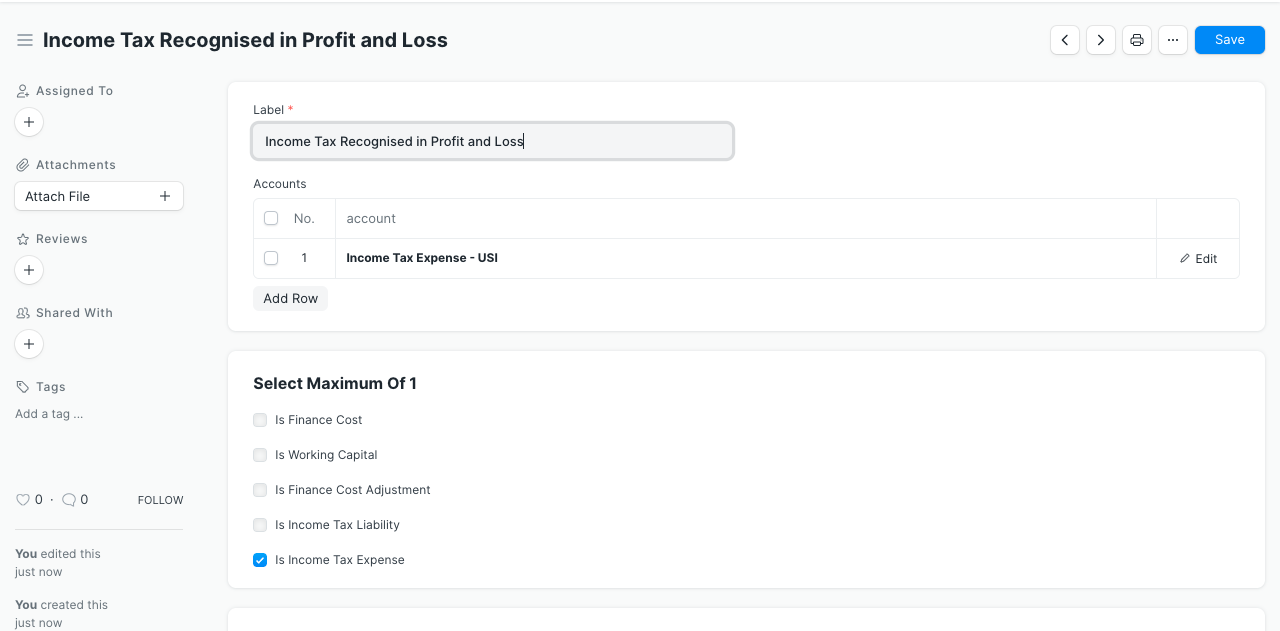 Income Tax Recognised in Profit and Loss
Save
Assigned To
Attachments
Attach File
Reviews
Shared With
Tags
Add a tag ...
0 · 0 FOLLOW
You edited this
just now
You created this
just now
Label *
Income Tax Recognised in Profit and Loss
Accounts
No. account
1 Income Tax Expense - USI Edit
Add Row
Select Maximum Of 1
Is Finance Cost
Is Working Capital
Is Finance Cost Adjustment
Is Income Tax Liability
Is Income Tax Expense